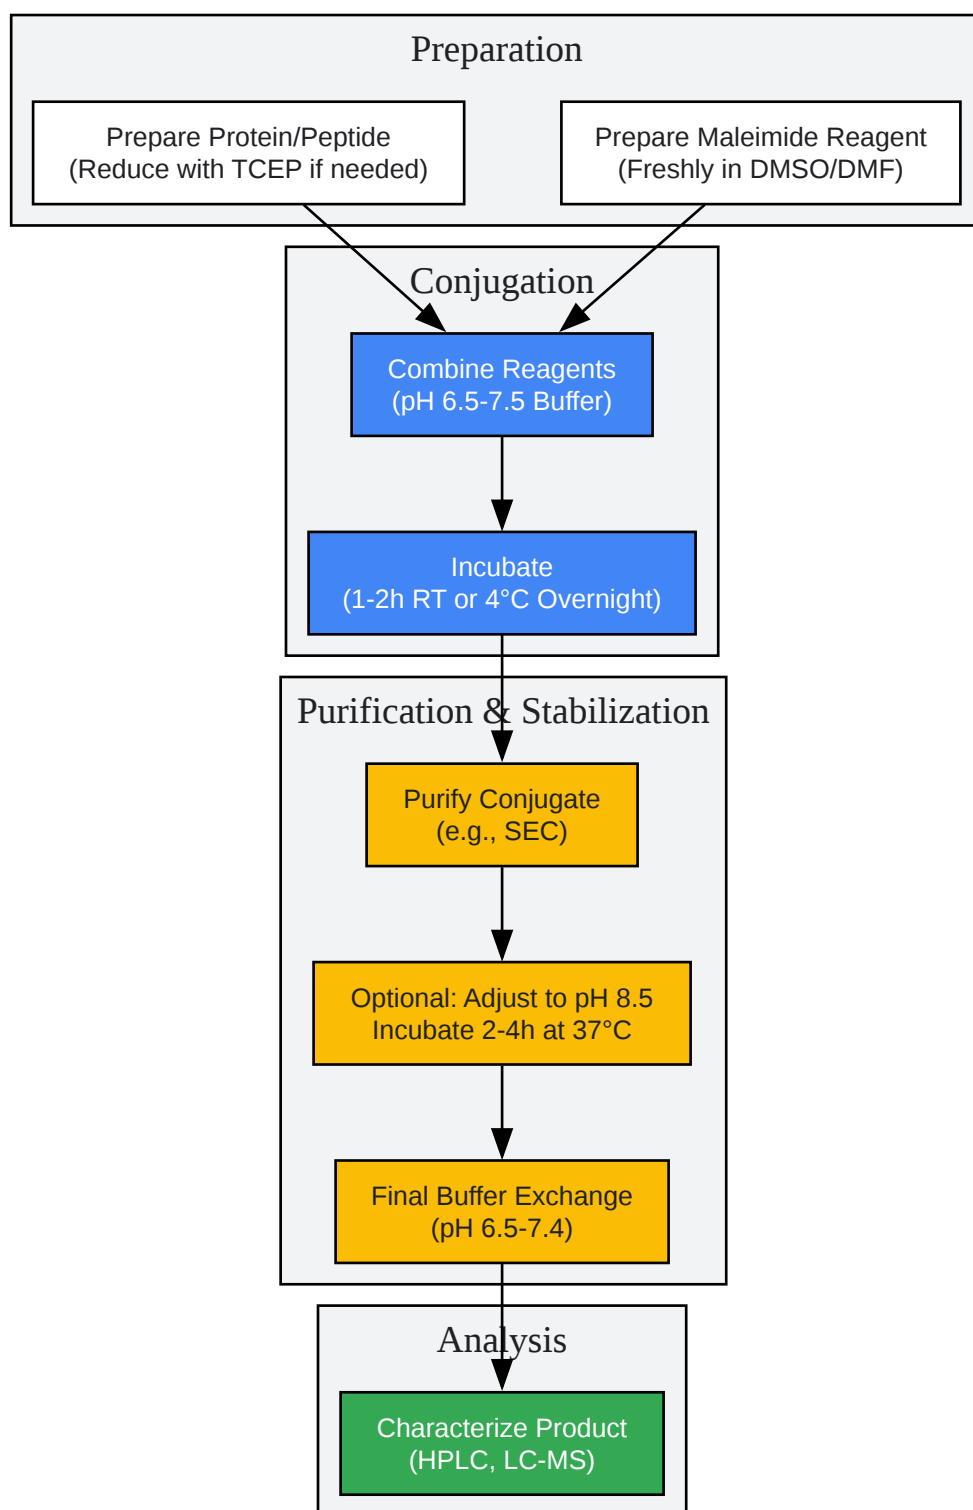 Preparation
Prepare Protein/Peptide
(Reduce with TCEP if needed)
Prepare Maleimide Reagent
(Freshly in DMSO/DMF)
Conjugation
Combine Reagents
(pH 6.5-7.5 Buffer)
Incubate
(1-2h RT or 4°C Overnight)
Purification & Stabilization
Purify Conjugate
(e.g., SEC)
Optional: Adjust to pH 8.5
Incubate 2-4h at 37°C
Final Buffer Exchange
(pH 6.5-7.4)
Analysis
Characterize Product
(HPLC, LC-MS)